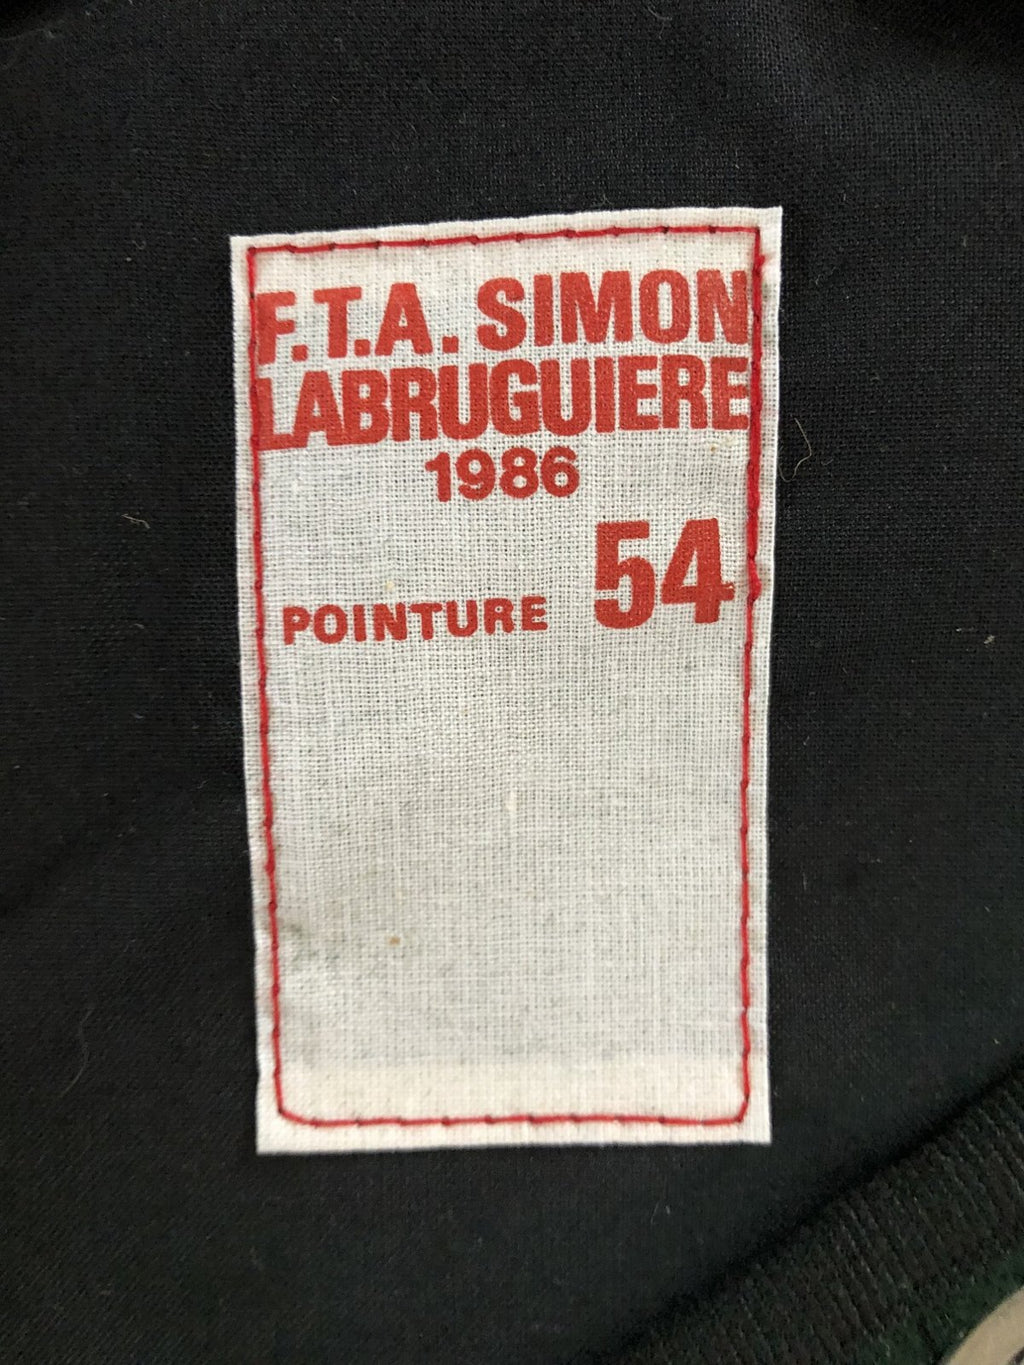 F.T.A. SIMON
LABRUGUIERE
1986
POINTURE 54